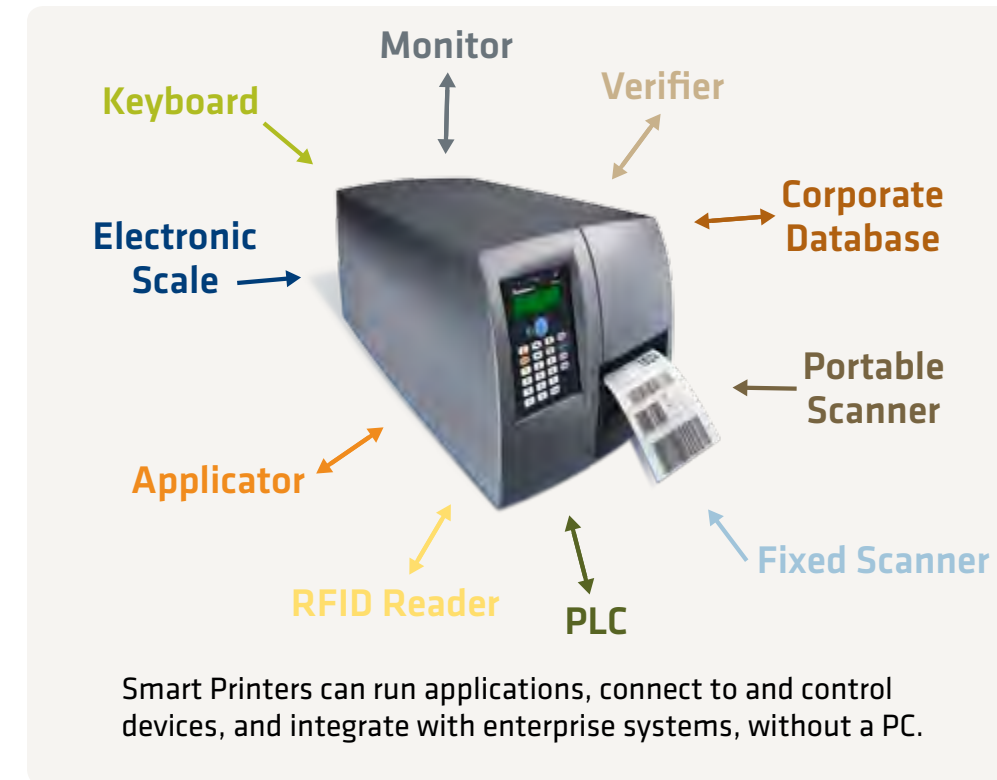 Monitor
Verifier
Keyboard
Corporate
Database
Electronic
Scale
Portable
Scanner
Applicator
Fixed Scanner
RFID Reader
PLC
Smart Printers can run applications, connect to and control
devices, and integrate with enterprise systems, without a PC.